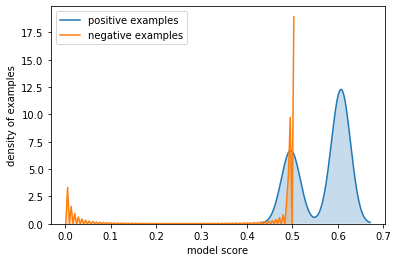 positive examples
negative examples
17.5
15.0
12.5
10.0
7.5
5.0
2.5
0.0
density of examples
0.0 0.1 0.2 0.3 0.4 0.5 0.6 0.7
model score